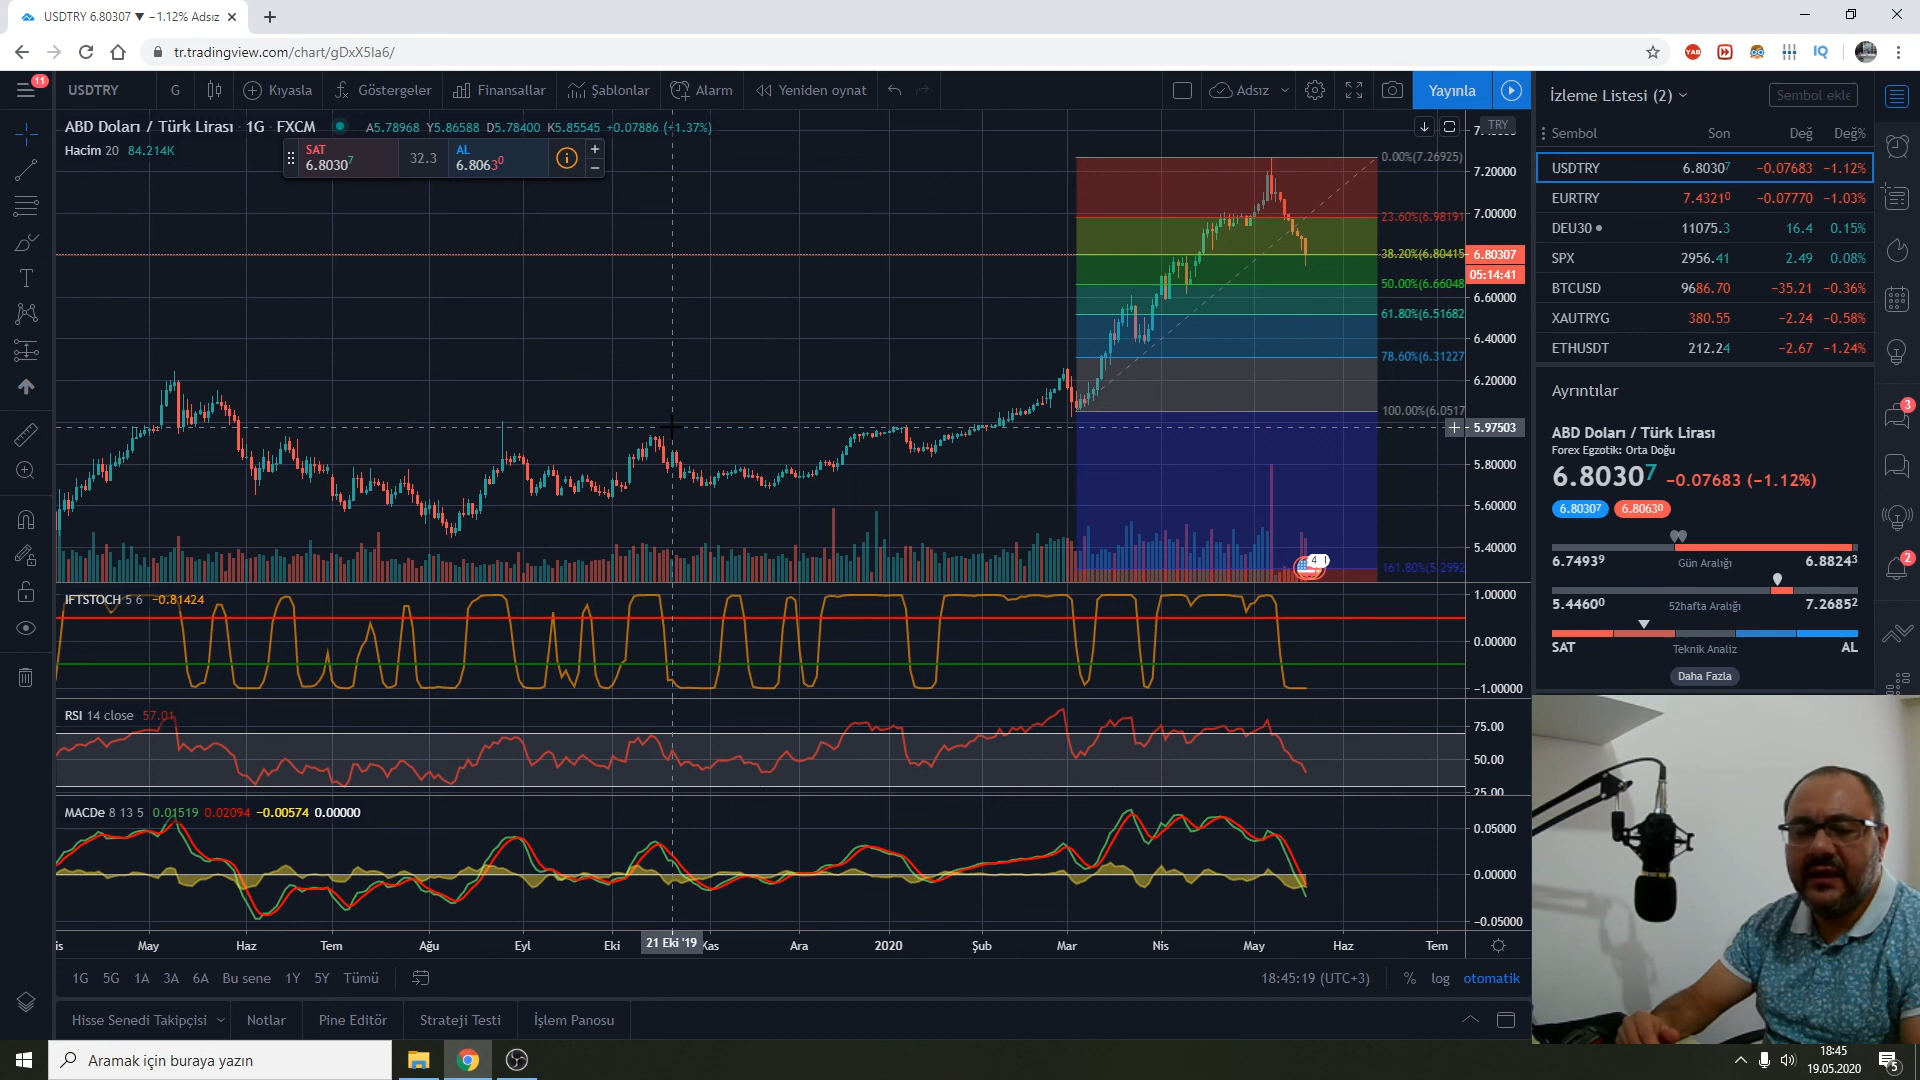 USDTRY 6.80307 ▼ −1.12% Adsız
tr.tradingview.com/chart/gDxX5Ia6/
YAB
IQ
11
USDTRY
G
Kıyasla
Göstergeler
Finansallar
Şablonlar
Alarm
Yeniden oynat
Adsız
Yayınla
ABD Doları / Türk Lirası 1G FXCM
A5.78968 Y5.86588 D5.78400 K5.85545 +0.07886 (+1.37%)
Hacim 20 84.214K
SAT
6.80307
32.3
AL
6.80630
TRY
0.00%(7.26925)
23.60%(6.98191
38.20%(6.80415
50.00%(6.66048
61.80%(6.51682
78.60%(6.31227
100.00%(6.0517
161.80%(5.2992
7.20000
7.00000
6.80307
05:14:41
6.60000
6.40000
6.20000
5.97503
5.80000
5.60000
5.40000
4
IFTSTOCH 5 6 −0.81424
1.00000
0.00000
−1.00000
RSI 14 close 57.01
75.00
50.00
25.00
MACDe 8 13 5 0.01519 0.02094 −0.00574 0.00000
0.05000
0.00000
−0.05000
is May Haz Tem Ağu Eyl Eki 21 Eki '19 Kas Ara 2020 Şub Mar Nis May Haz Tem
1G 5G 1A 3A 6A Bu sene 1Y 5Y Tümü
18:45:19 (UTC+3) % log otomatik
Hisse Senedi Takipçisi Notlar Pine Editör Strateji Testi İşlem Panosu
İzleme Listesi (2)
Sembol ekle
Sembol Son Değ Değ%
USDTRY 6.80307 −0.07683 −1.12%
EURTRY 7.43210 −0.07770 −1.03%
DEU30 11075.3 16.4 0.15%
SPX 2956.41 2.49 0.08%
BTCUSD 9686.70 −35.21 −0.36%
XAUTRYG 380.55 −2.24 −0.58%
ETHUSDT 212.24 −2.67 −1.24%
Ayrıntılar
ABD Doları / Türk Lirası
Forex Egzotik: Orta Doğu
6.80307 −0.07683 (−1.12%)
6.80307 6.80630
6.74939 Gün Aralığı 6.88243
5.44600 52hafta Aralığı 7.26852
SAT Teknik Analiz AL
Daha Fazla
3
2
Aramak için buraya yazın
18:45
19.05.2020
5